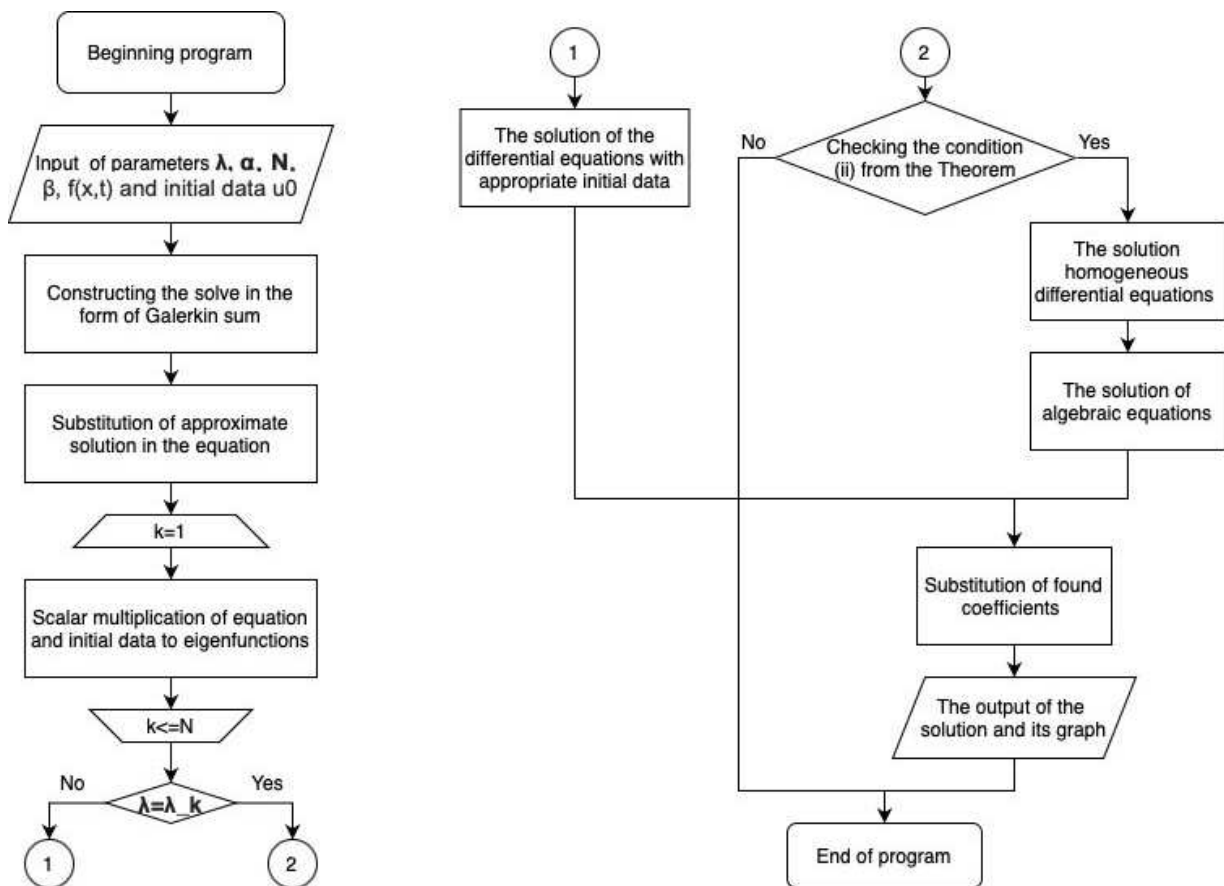 Beginning program
Input of parameters λ, α, N,
β, f(x,t) and initial data u0
Constructing the solve in the
form of Galerkin sum
Substitution of approximate
solution in the equation
k=1
Scalar multiplication of equation
and initial data to eigenfunctions
k<=N
No
Yes
λ=λ_k
1
2
1
The solution of the
differential equations with
appropriate initial data
2
No
Yes
Checking the condition
(ii) from the Theorem
The solution
homogeneous
differential equations
The solution of
algebraic equations
Substitution of found
coefficients
The output of the
solution and its graph
End of program